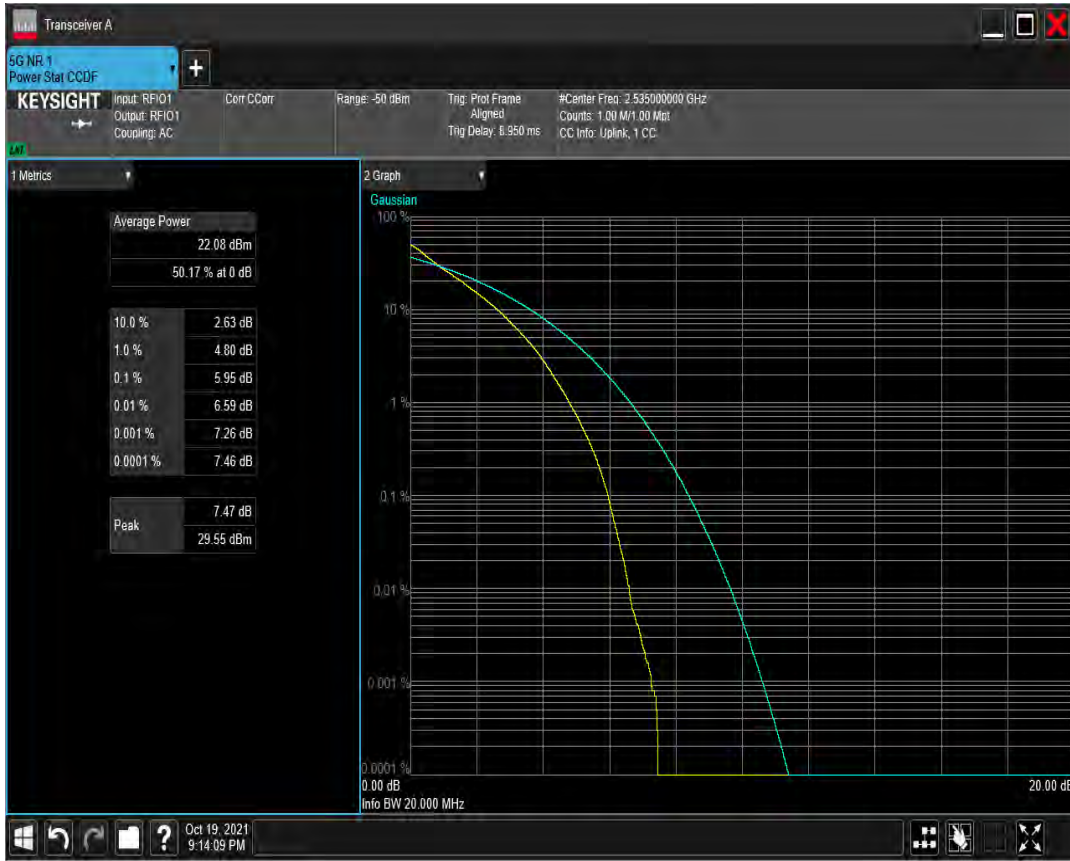 Transceiver A
5G NR 1
Power Stat CCDF
+
KEYSIGHT
Input: RFIO1
Output: RFIO1
Coupling: AC
Corr CCorr
Range: -50 dBm
Trig: Prot Frame
Aligned
Trig Delay: 8.950 ms
#Center Freq: 2.535000000 GHz
Counts: 1.00 M/1.00 Mpt
CC Info: Uplink, 1 CC
1 Metrics
Average Power
22.08 dBm
50.17 % at 0 dB
10.0 % 2.63 dB
1.0 % 4.80 dB
0.1 % 5.95 dB
0.01 % 6.59 dB
0.001 % 7.26 dB
0.0001 % 7.46 dB
Peak 7.47 dB
29.55 dBm
2 Graph
Gaussian
100 %
10 %
1 %
0.1 %
0.01 %
0.001 %
0.0001 %
0.00 dB 20.00 dB
Info BW 20.000 MHz
?
Oct 19, 2021
9:14:09 PM